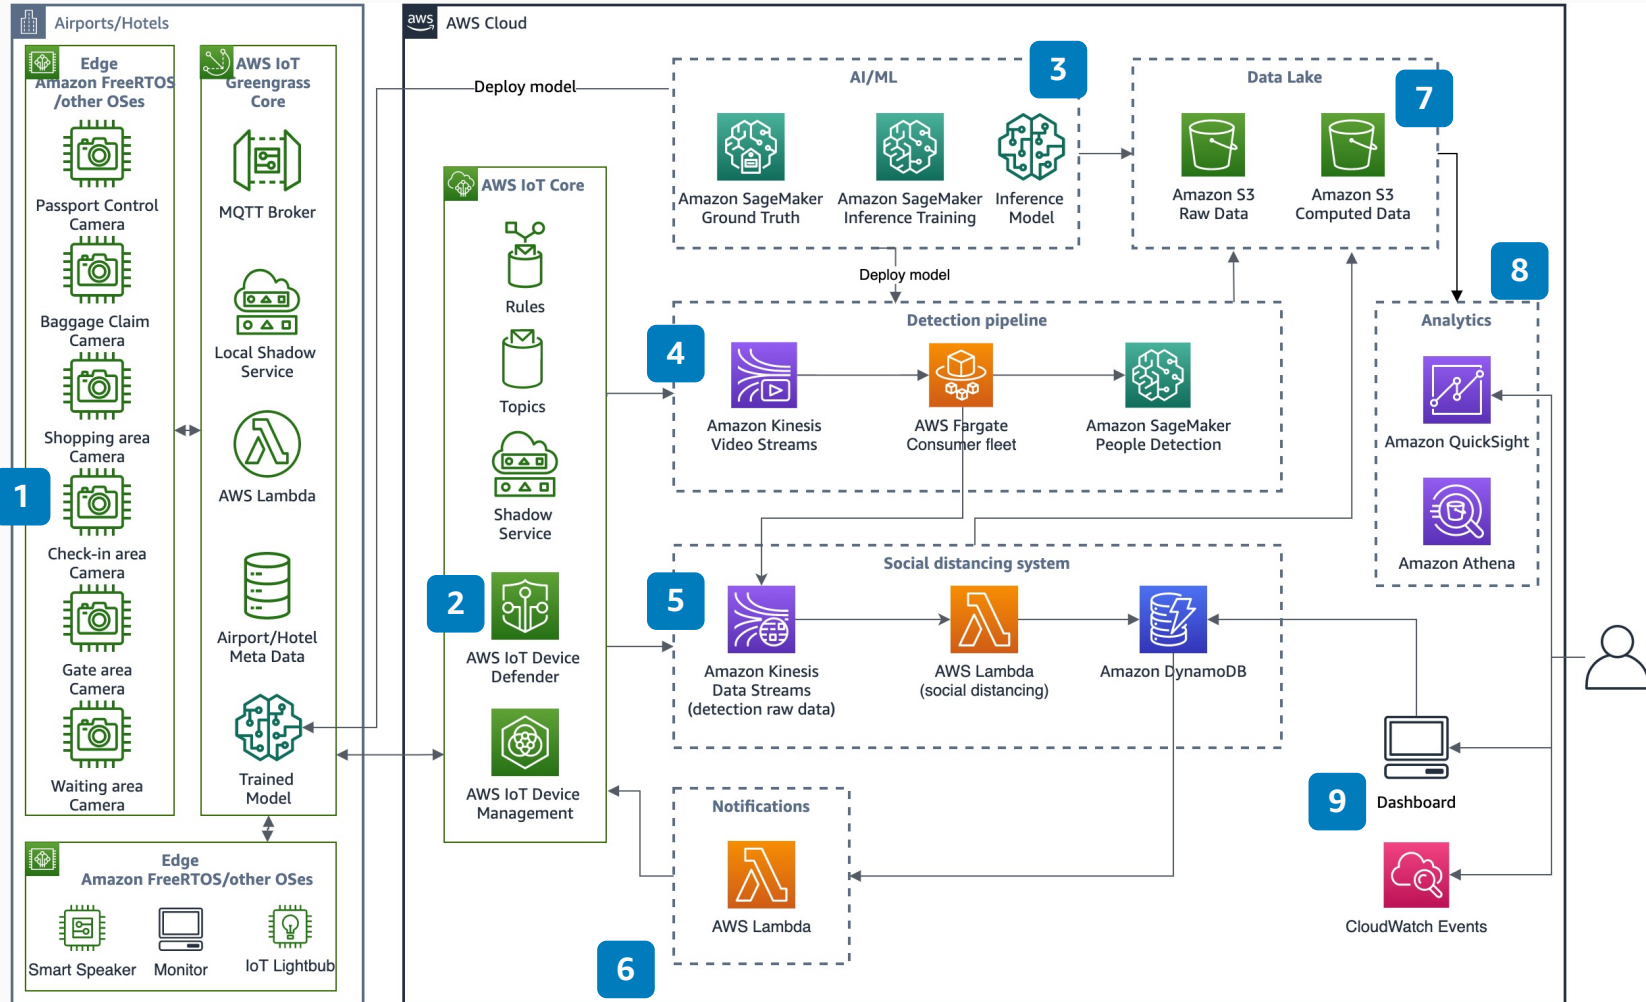 Airports/Hotels
Edge
Amazon FreeRTOS
/other OSes
Passport Control
Camera
Baggage Claim
Camera
Shopping area
Camera
1
Check-in area
Camera
Gate area
Camera
Waiting area
Camera
AWS IoT
Greengrass
Core
MQTT Broker
Local Shadow
Service
AWS Lambda
Airport/Hotel
Meta Data
Trained
Model
Edge
Amazon FreeRTOS/other OSes
Smart Speaker
Monitor
IoT Lightbub
aws
AWS Cloud
Deploy model
AWS IoT Core
Rules
Topics
Shadow
Service
2
AWS IoT Device
Defender
AWS IoT Device
Management
AI/ML
3
Amazon SageMaker
Ground Truth
Amazon SageMaker
Inference Training
Inference
Model
Deploy model
Data Lake
7
Amazon S3
Raw Data
Amazon S3
Computed Data
4
Detection pipeline
Amazon Kinesis
Video Streams
AWS Fargate
Consumer fleet
Amazon SageMaker
People Detection
8
Analytics
Amazon QuickSight
Amazon Athena
5
Social distancing system
Amazon Kinesis
Data Streams
(detection raw data)
AWS Lambda
(social distancing)
Amazon DynamoDB
Notifications
AWS Lambda
6
9
Dashboard
CloudWatch Events